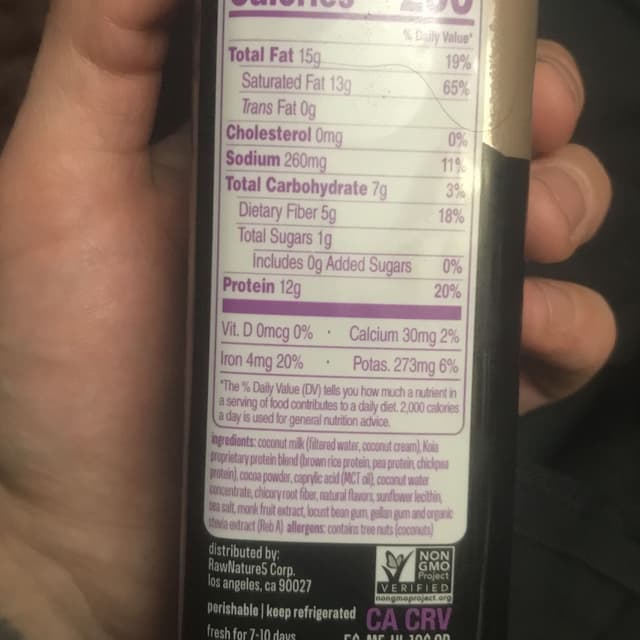 Calories 200
% Daily Value*
Total Fat 15g 19%
Saturated Fat 13g 65%
Trans Fat 0g
Cholesterol 0mg 0%
Sodium 260mg 11%
Total Carbohydrate 7g 3%
Dietary Fiber 5g 18%
Total Sugars 1g
Includes 0g Added Sugars 0%
Protein 12g 20%
Vit. D 0mcg 0% · Calcium 30mg 2%
Iron 4mg 20% · Potas. 273mg 6%
*The % Daily Value (DV) tells you how much a nutrient in
a serving of food contributes to a daily diet. 2,000 calories
a day is used for general nutrition advice.
ingredients: coconut milk (filtered water, coconut cream), Koia
proprietary protein blend (brown rice protein, pea protein, chickpea
protein), cocoa powder, caprylic acid (MCT oil), coconut water
concentrate, chicory root fiber, natural flavors, sunflower lecithin,
sea salt, monk fruit extract, locust bean gum, gellan gum and organic
stevia extract (Reb A) allergens: contains tree nuts (coconuts)
distributed by:
RawNature5 Corp.
los angeles, ca 90027
NON
GMO
Project
VERIFIED
nongmoproject.org
perishable | keep refrigerated
CA CRV
fresh for 7-10 days